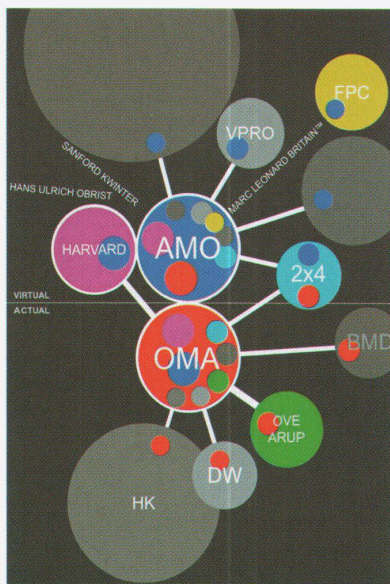 FPC
VPRO
SANFORD KWINTER
MARC LEONARD BRITAIN™
HANS ULRICH OBRIST
HARVARD
AMO
2x4
VIRTUAL
ACTUAL
OMA
BMD
OVE
ARUP
DW
HK